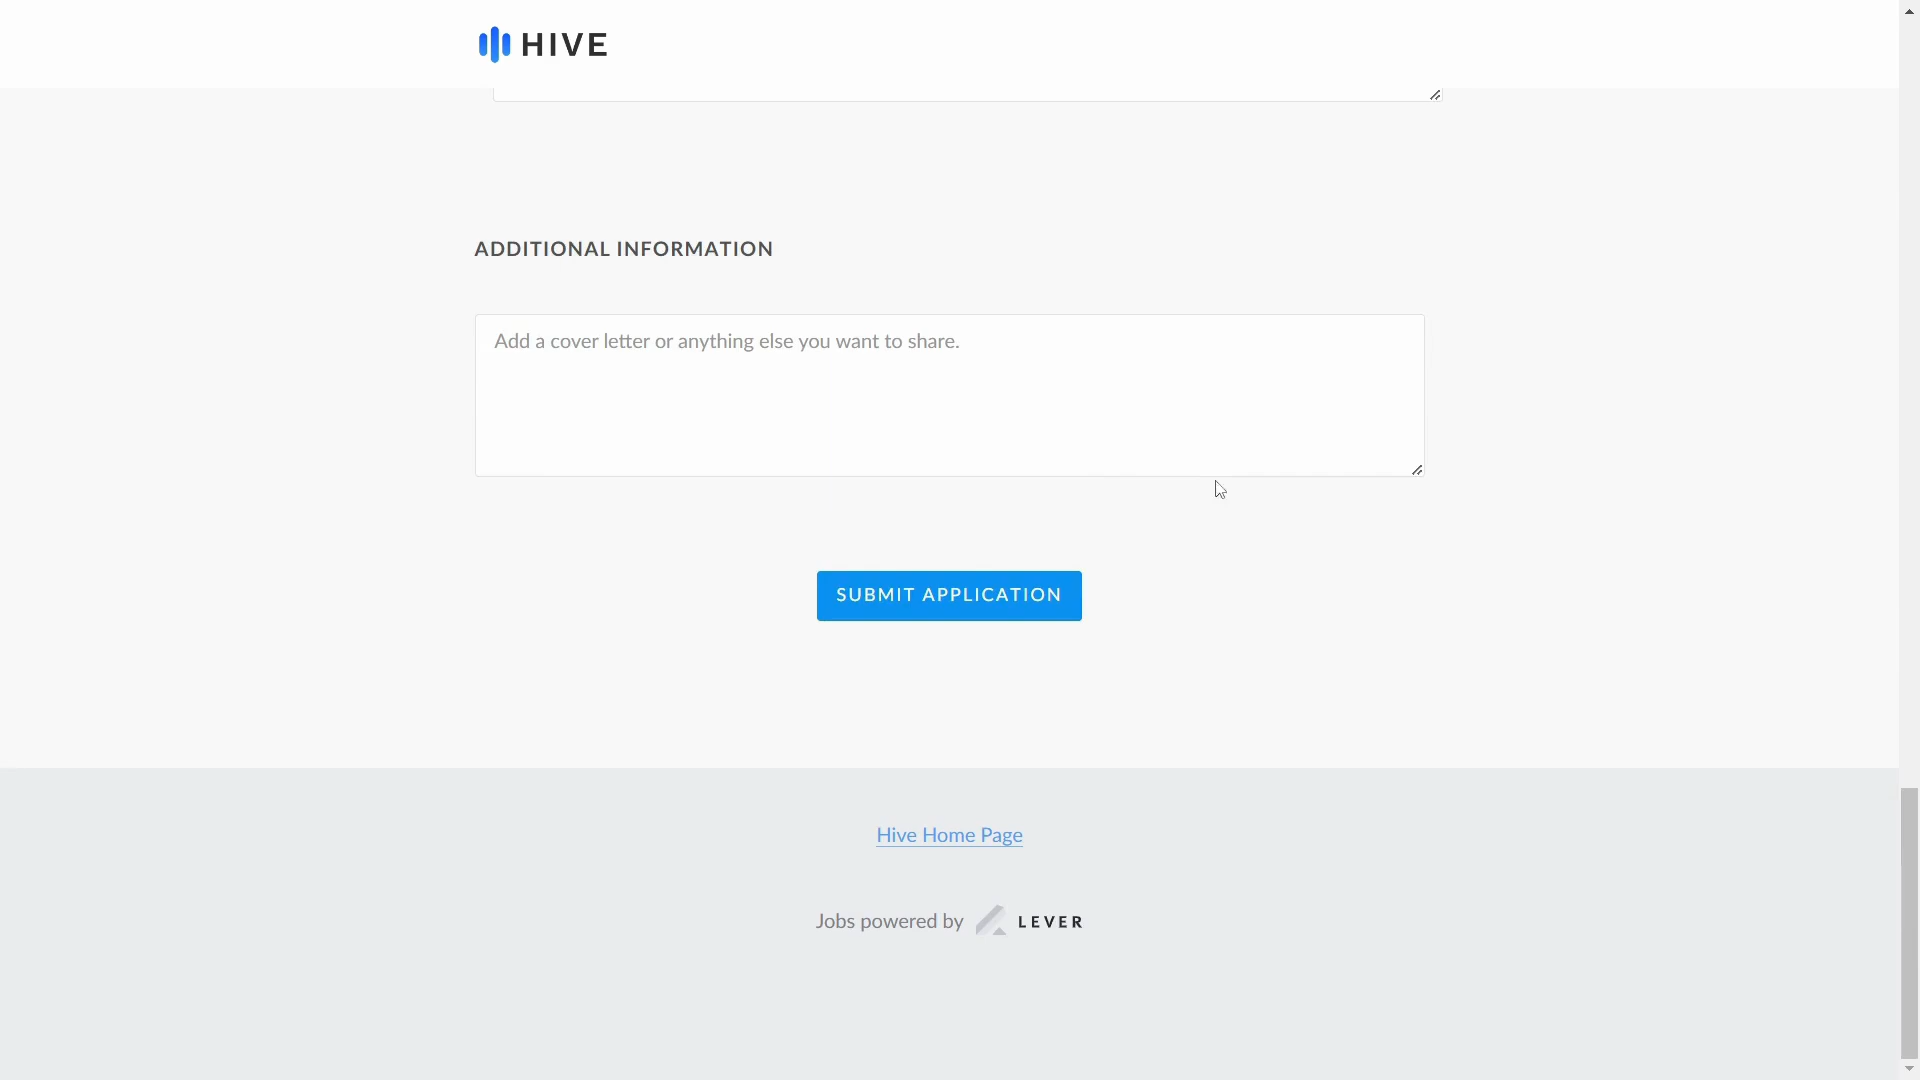 HIVE
ADDITIONAL INFORMATION
Add a cover letter or anything else you want to share.
SUBMIT APPLICATION
Hive Home Page
Jobs powered by LEVER